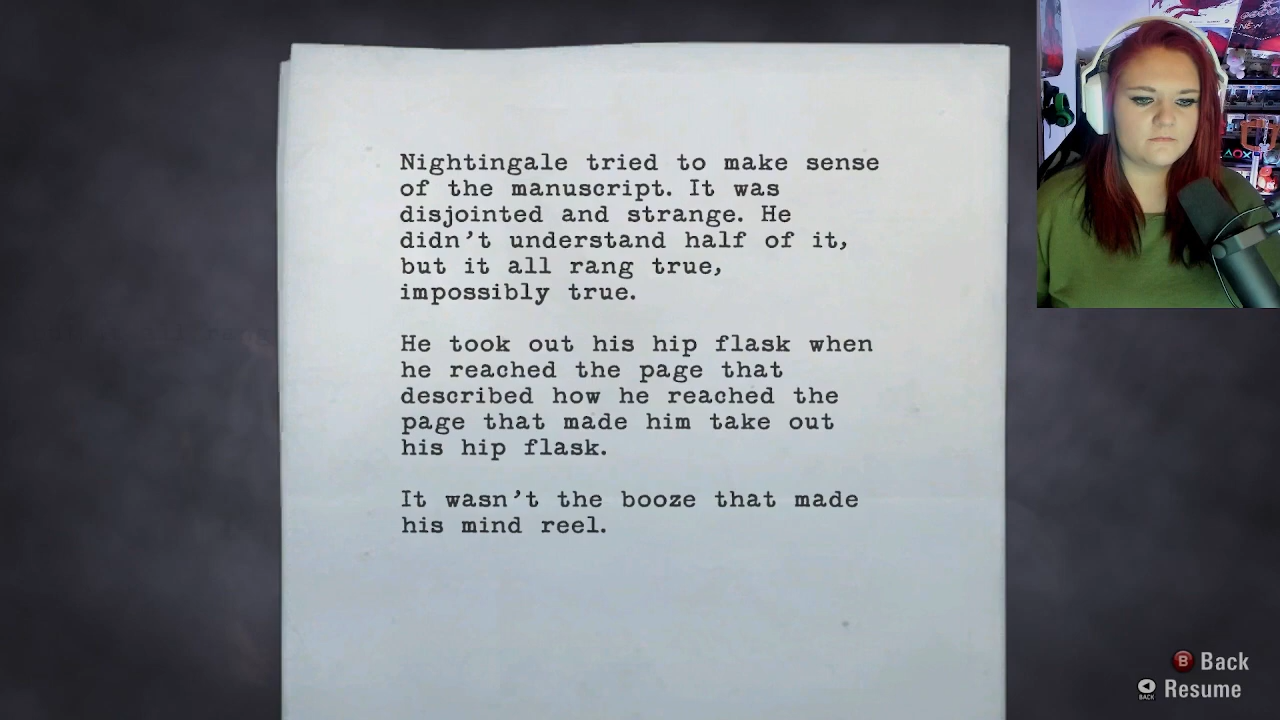 Nightingale tried to make sense
of the manuscript. It was
disjointed and strange. He
didn't understand half of it,
but it all rang true,
impossibly true.
He took out his hip flask when
he reached the page that
described how he reached the
page that made him take out
his hip flask.
It wasn't the booze that made
his mind reel.
B Back
BACK Resume